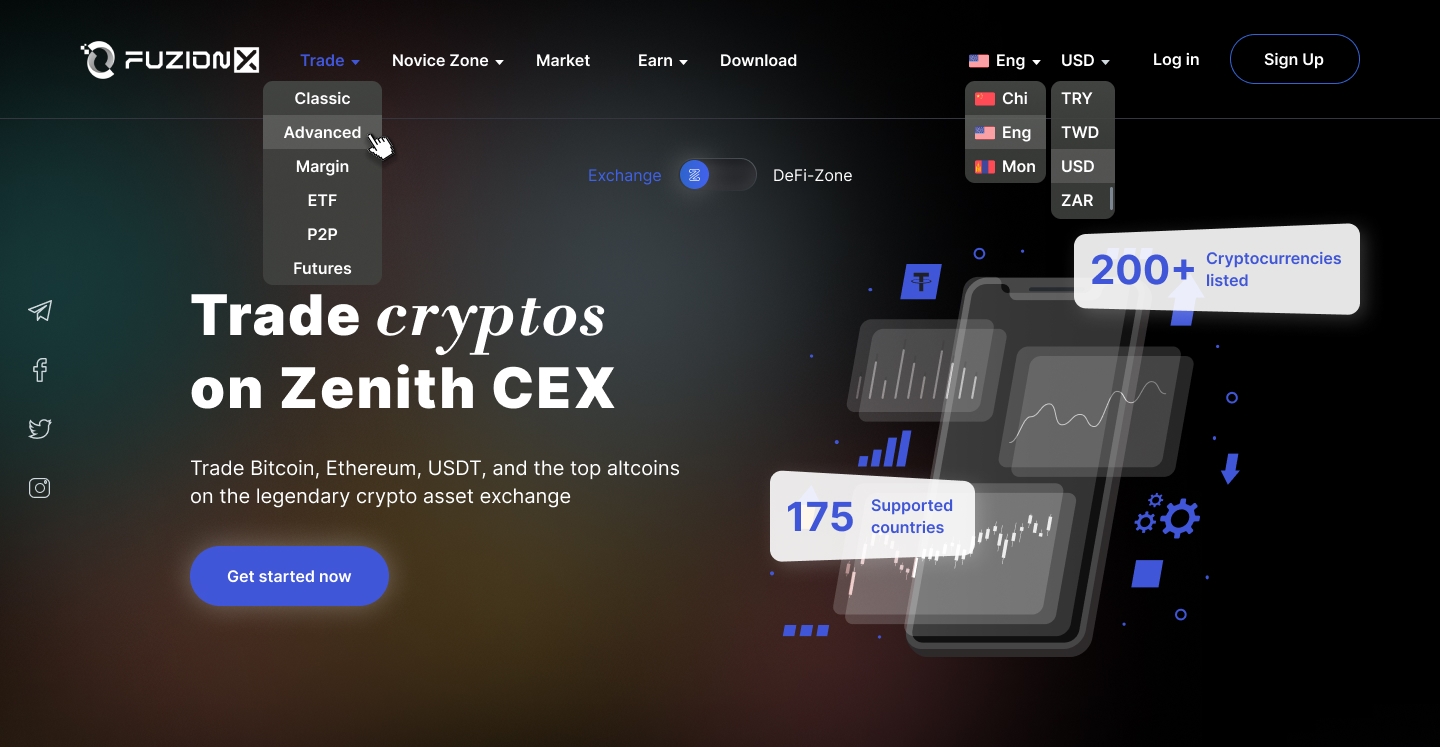 FUZIONX
Trade
Novice Zone
Market
Earn
Download
Eng
USD
Log in
Sign Up
Classic
Advanced
Margin
ETF
P2P
Futures
Chi
Eng
Mon
TRY
TWD
USD
ZAR
Exchange
DeFi-Zone
Trade cryptos
on Zenith CEX
Trade Bitcoin, Ethereum, USDT, and the top altcoins
on the legendary crypto asset exchange
Get started now
200+
Cryptocurrencies
listed
175
Supported
countries